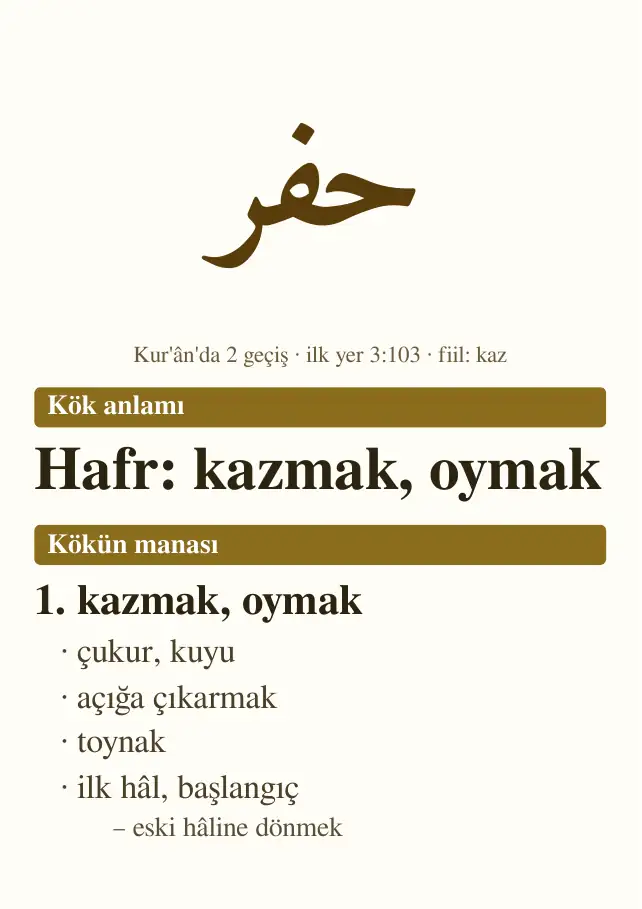 حفر
Kur'ân'da 2 geçiş · ilk yer 3:103 · fiil: kaz
Kök anlamı
Hafr: kazmak, oymak
Kökün manası
1. kazmak, oymak
· çukur, kuyu
· açığa çıkarmak
· toynak
· ilk hâl, başlangıç
– eski hâline dönmek